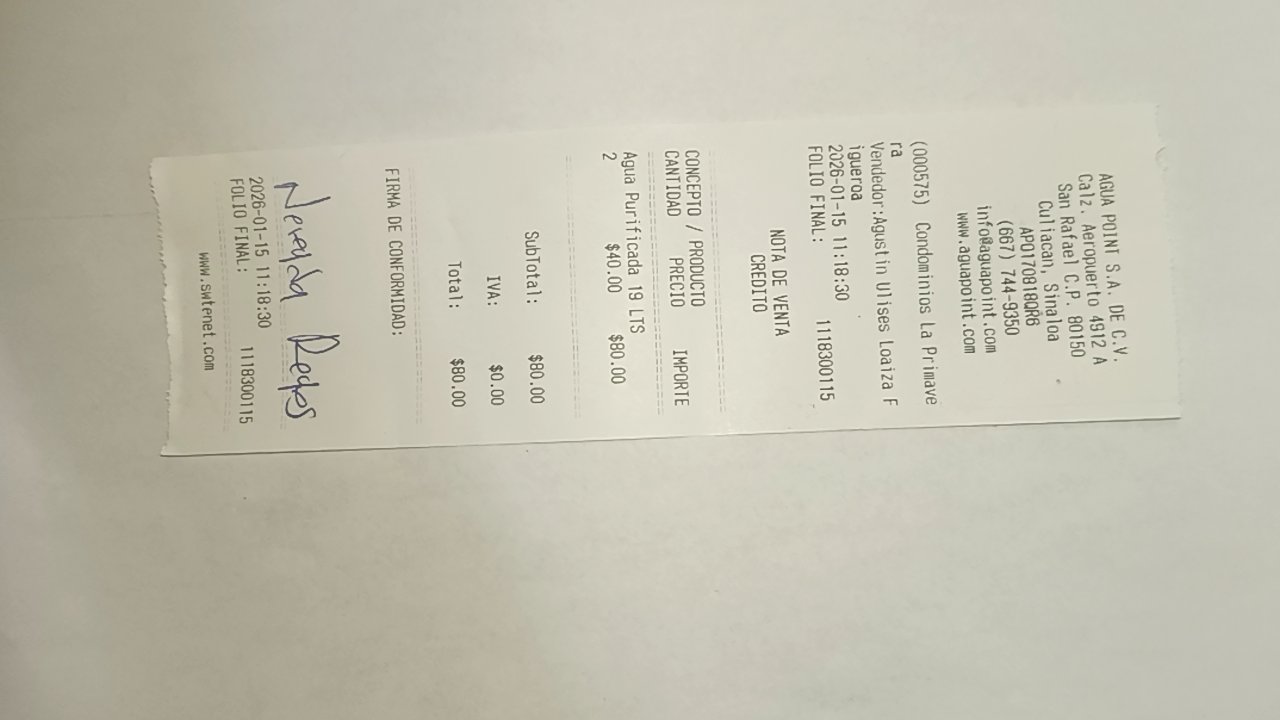 AGUA POINT S.A. DE C.V.
Calz. Aeropuerto 4912 A
San Rafael C.P. 80150
Culiacan, Sinaloa
APO170818QR6
(667) 744-9350
info@aguapoint.com
www.aguapoint.com
(000575) Condominios La Primave
ra
Vendedor:Agustin Ulises Loaiza F
igueroa
2026-01-15 11:18:30
FOLIO FINAL: 1118300115
NOTA DE VENTA
CREDITO
CONCEPTO / PRODUCTO
CANTIDAD PRECIO IMPORTE
Agua Purificada 19 LTS
2 $40.00 $80.00
SubTotal: $80.00
IVA: $0.00
Total: $80.00
FIRMA DE CONFORMIDAD:
Nereyda
2026-01-15 11:18:30
FOLIO FINAL: 1118300115
www.swtenet.com